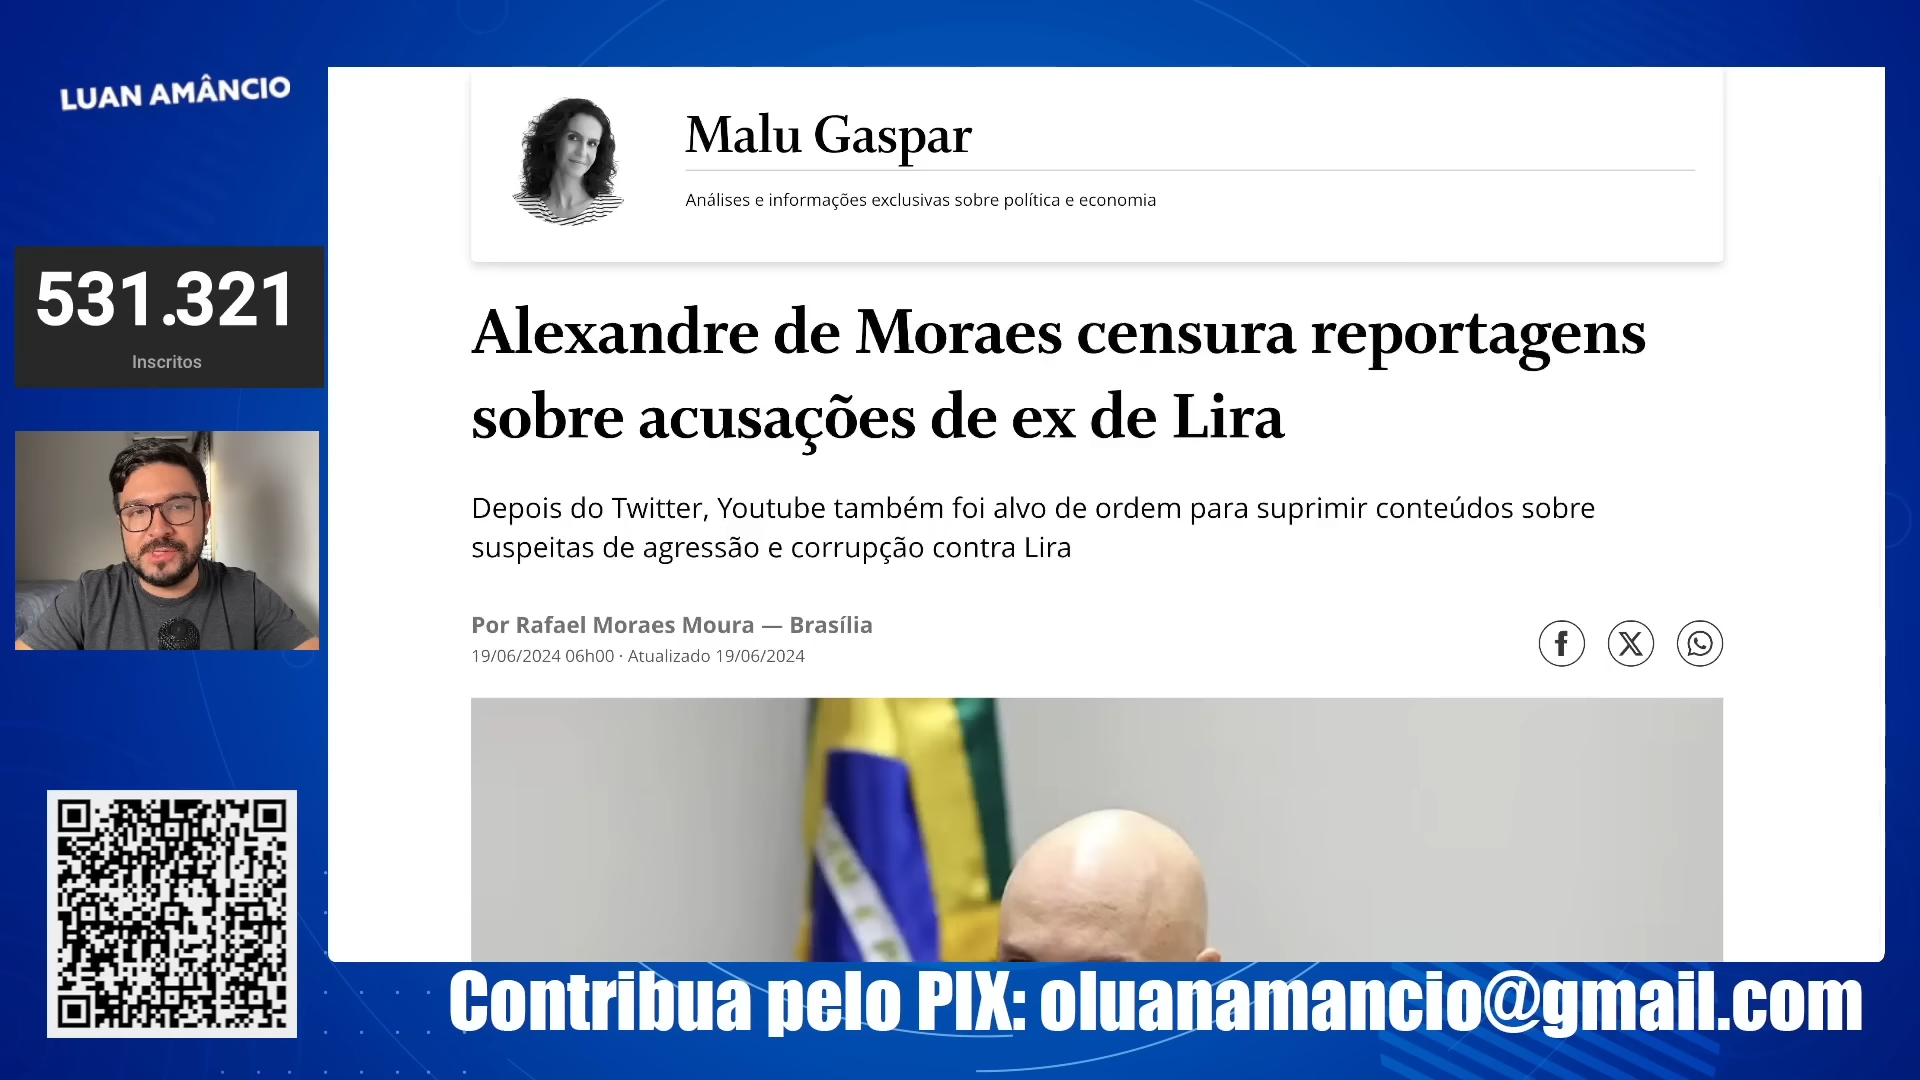 LUAN AMÂNCIO
531.321
Inscritos
Malu Gaspar
Análises e informações exclusivas sobre política e economia
Alexandre de Moraes censura reportagens
sobre acusações de ex de Lira
Depois do Twitter, Youtube também foi alvo de ordem para suprimir conteúdos sobre
suspeitas de agressão e corrupção contra Lira
Por Rafael Moraes Moura — Brasília
19/06/2024 06h00 · Atualizado 19/06/2024
Contribua pelo PIX: oluanamancio@gmail.com